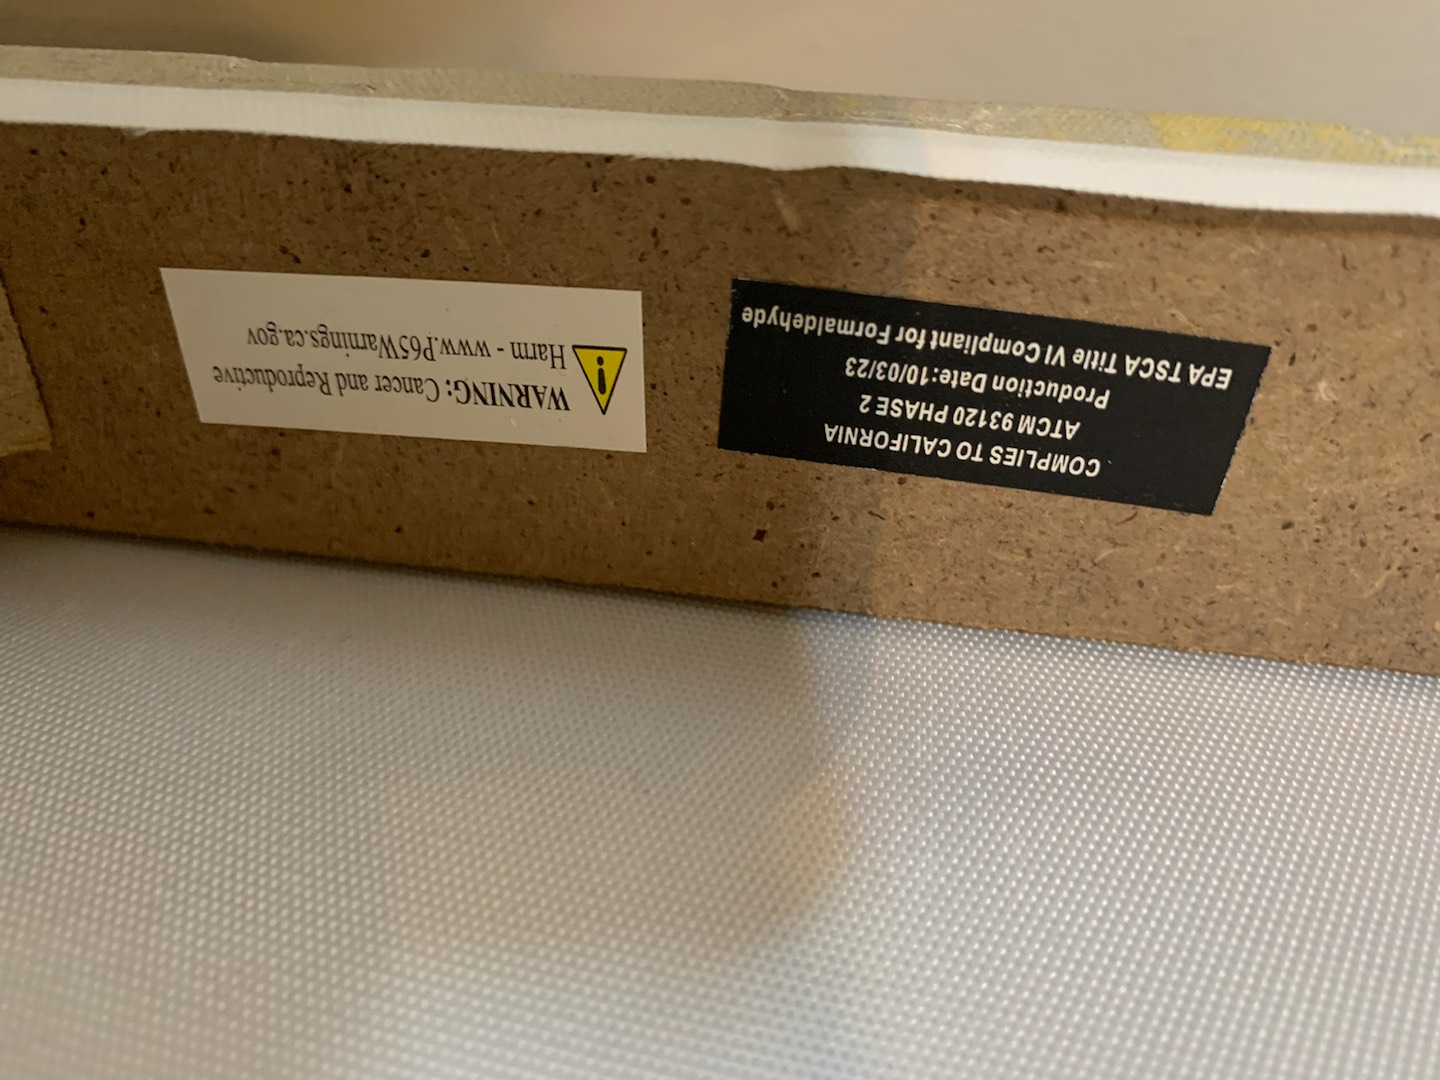 WARNING: Cancer and Reproductive
Harm - www.P65Warnings.ca.gov
COMPLIES TO CALIFORNIA
ATCM 93120 PHASE 2
Production Date:10/03/23
EPA TSCA Title VI Compliant for Formaldehyde